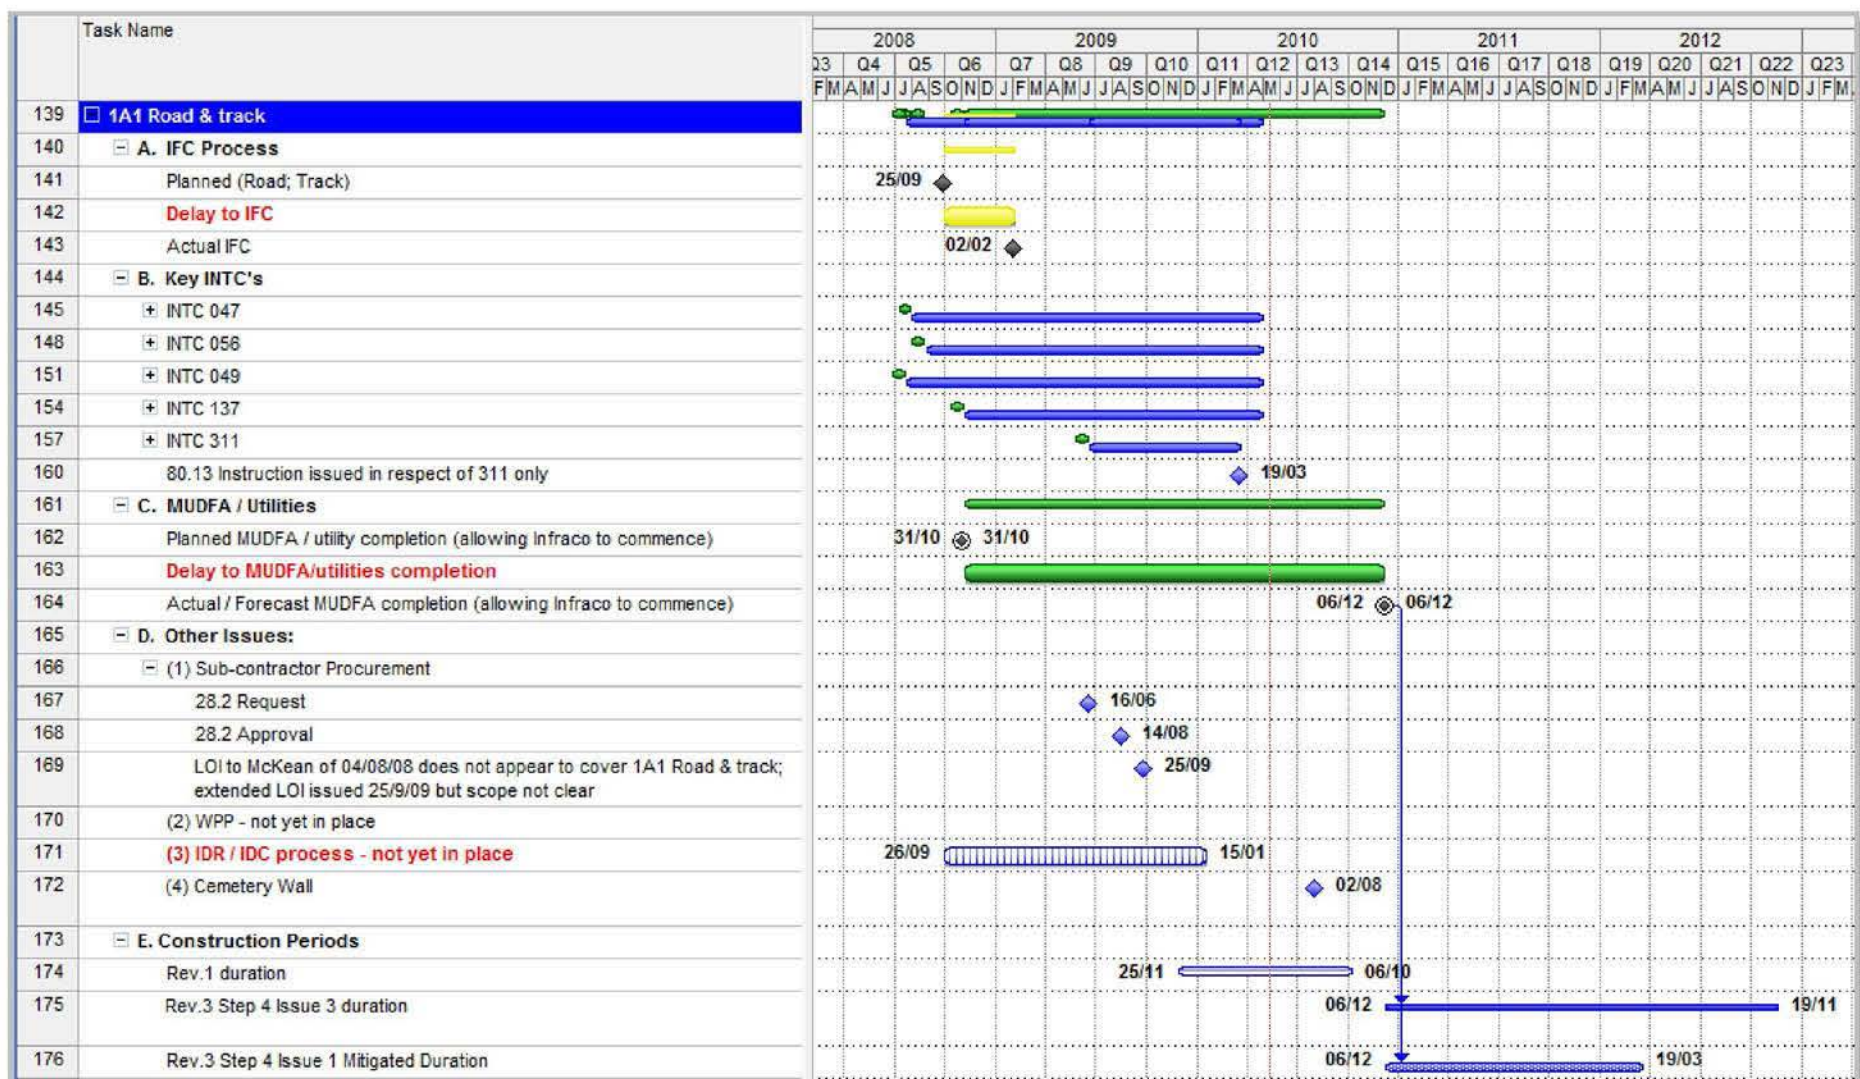 Task Name
2008 2009 2010 2011 2012
Q3 Q4 Q5 Q6 Q7 Q8 Q9 Q10 Q11 Q12 Q13 Q14 Q15 Q16 Q17 Q18 Q19 Q20 Q21 Q22 Q23
F M A M J J A S O N D J F M A M J J A S O N D J F M A M J J A S O N D J F M A M J J A S O N D J F M A M J J A S O N D J F M
139 1A1 Road & track
140 A. IFC Process
141 Planned (Road; Track) 25/09
142 Delay to IFC
143 Actual IFC 02/02
144 B. Key INTC's
145 INTC 047
148 INTC 056
151 INTC 049
154 INTC 137
157 INTC 311
160 80.13 Instruction issued in respect of 311 only 19/03
161 C. MUDFA / Utilities
162 Planned MUDFA / utility completion (allowing Infraco to commence) 31/10 31/10
163 Delay to MUDFA/utilities completion
164 Actual / Forecast MUDFA completion (allowing Infraco to commence) 06/12 06/12
165 D. Other Issues:
166 (1) Sub-contractor Procurement
167 28.2 Request 16/06
168 28.2 Approval 14/08
169 LOI to McKean of 04/08/08 does not appear to cover 1A1 Road & track; 25/09
extended LOI issued 25/9/09 but scope not clear
170 (2) WPP - not yet in place
171 (3) IDR / IDC process - not yet in place 26/09 15/01
172 (4) Cemetery Wall 02/08
173 E. Construction Periods
174 Rev.1 duration 25/11 06/10
175 Rev.3 Step 4 Issue 3 duration 06/12 19/11
176 Rev.3 Step 4 Issue 1 Mitigated Duration 06/12 19/03